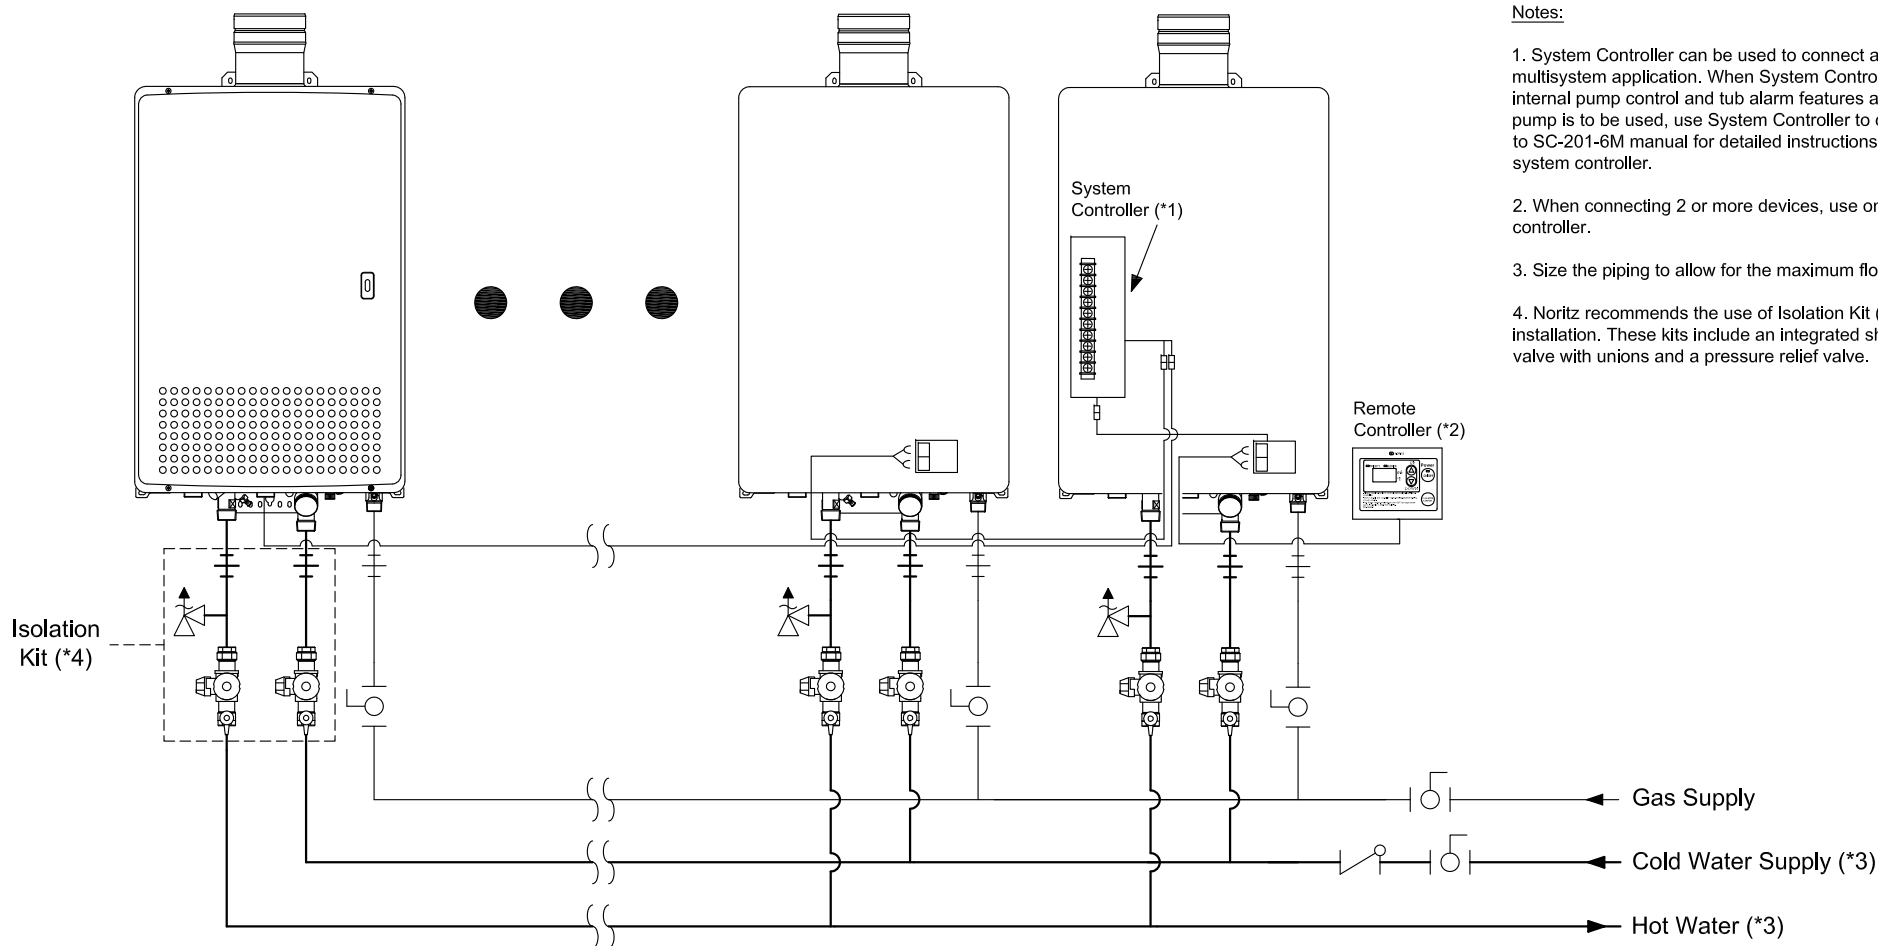 Notes:
1. System Controller can be used to connect a
multisystem application. When System Contro
internal pump control and tub alarm features a
pump is to be used, use System Controller to
to SC-201-6M manual for detailed instructions
system controller.
2. When connecting 2 or more devices, use
controller.
3. Size the piping to allow for the maximum flo
4. Noritz recommends the use of Isolation Kit (
installation. These kits include an integrated
valve with unions and a pressure relief valve.
System
Controller (*1)
Remote
Controller (*2)
Power
Isolation
Kit (*4)
Gas Supply
Cold Water Supply (*3)
Hot Water (*3)